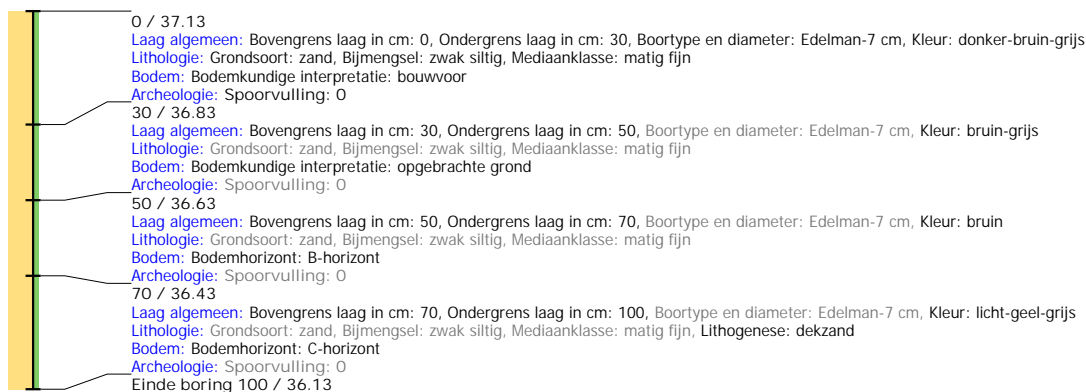 0 / 37.13
Laag algemeen: Bovengrens laag in cm: 0, Ondergrens laag in cm: 30, Boortype en diameter: Edelman-7 cm, Kleur: donker-bruin-grijs
Lithologie: Grondsoort: zand, Bijmengsel: zwak siltig, Mediaanklasse: matig fijn
Bodem: Bodemkundige interpretatie: bouwvoor
Archeologie: Spoorvulling: 0
30 / 36.83
Laag algemeen: Bovengrens laag in cm: 30, Ondergrens laag in cm: 50, Boortype en diameter: Edelman-7 cm, Kleur: bruin-grijs
Lithologie: Grondsoort: zand, Bijmengsel: zwak siltig, Mediaanklasse: matig fijn
Bodem: Bodemkundige interpretatie: opgebrachte grond
Archeologie: Spoorvulling: 0
50 / 36.63
Laag algemeen: Bovengrens laag in cm: 50, Ondergrens laag in cm: 70, Boortype en diameter: Edelman-7 cm, Kleur: bruin
Lithologie: Grondsoort: zand, Bijmengsel: zwak siltig, Mediaanklasse: matig fijn
Bodem: Bodemhorizont: B-horizont
Archeologie: Spoorvulling: 0
70 / 36.43
Laag algemeen: Bovengrens laag in cm: 70, Ondergrens laag in cm: 100, Boortype en diameter: Edelman-7 cm, Kleur: licht-geel-grijs
Lithologie: Grondsoort: zand, Bijmengsel: zwak siltig, Mediaanklasse: matig fijn, Lithogenese: dekzand
Bodem: Bodemhorizont: C-horizont
Archeologie: Spoorvulling: 0
Einde boring 100 / 36.13